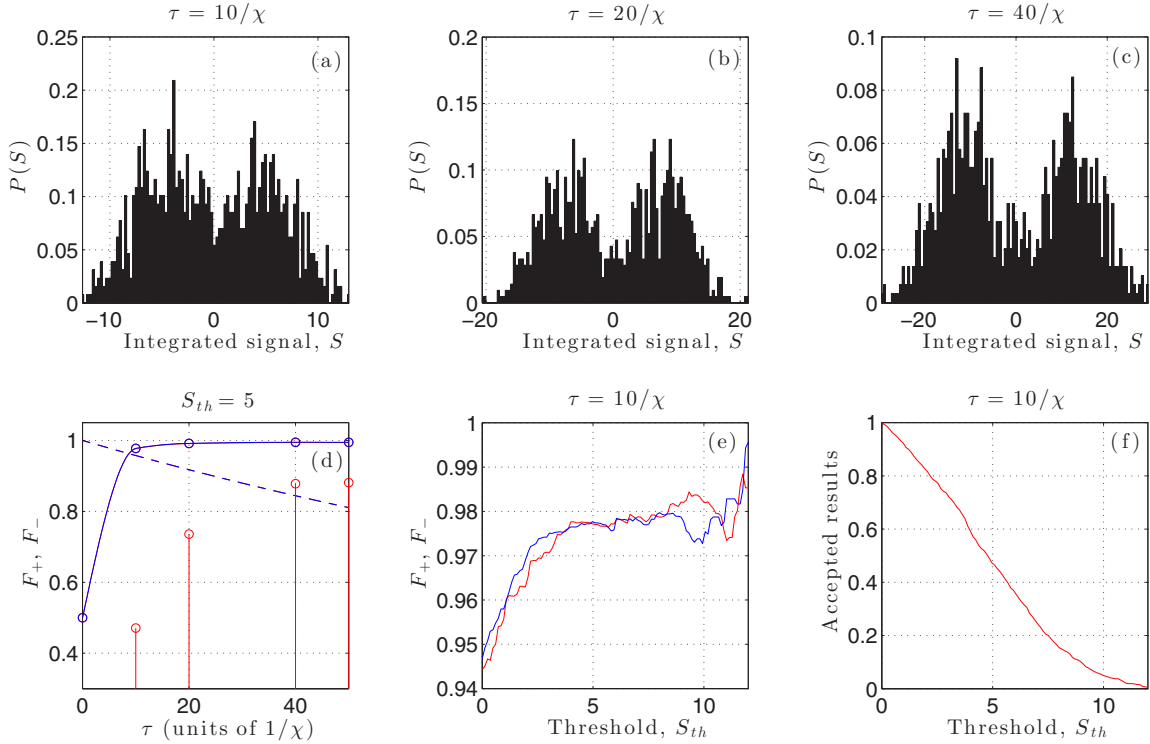 τ = 10/χ
τ = 20/χ
τ = 40/χ
(a)
(b)
(c)
P(S)
P(S)
P(S)
0.25
0.2
0.15
0.1
0.05
0
−10
0
10
0.2
0.15
0.1
0.05
0
−20
0
20
0.1
0.08
0.06
0.04
0.02
0
−20
0
20
Integrated signal, S
Integrated signal, S
Integrated signal, S
S_th = 5
τ = 10/χ
τ = 10/χ
(d)
(e)
(f)
F₊, F₋
1
0.8
0.6
0.4
0
20
40
τ (units of 1/χ)
F₊, F₋
1
0.99
0.98
0.97
0.96
0.95
0.94
0
5
10
Threshold, S_th
Accepted results
1
0.8
0.6
0.4
0.2
0
0
5
10
Threshold, S_th